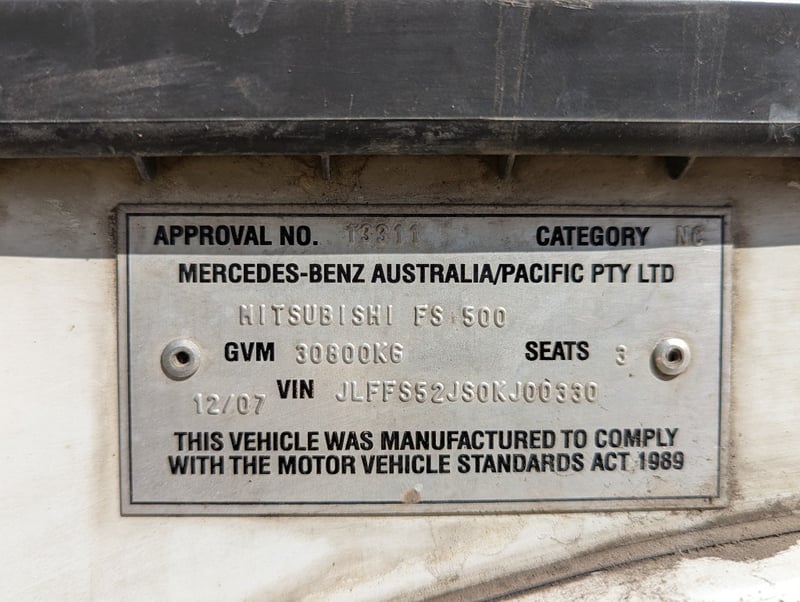 APPROVAL NO. T3311 CATEGORY NC
MERCEDES-BENZ AUSTRALIA/PACIFIC PTY LTD
MITSUBISHI FS 500
GVM 30800KG SEATS 3
12/07 VIN JLFFS52JS0KJ00330
THIS VEHICLE WAS MANUFACTURED TO COMPLY
WITH THE MOTOR VEHICLE STANDARDS ACT 1989